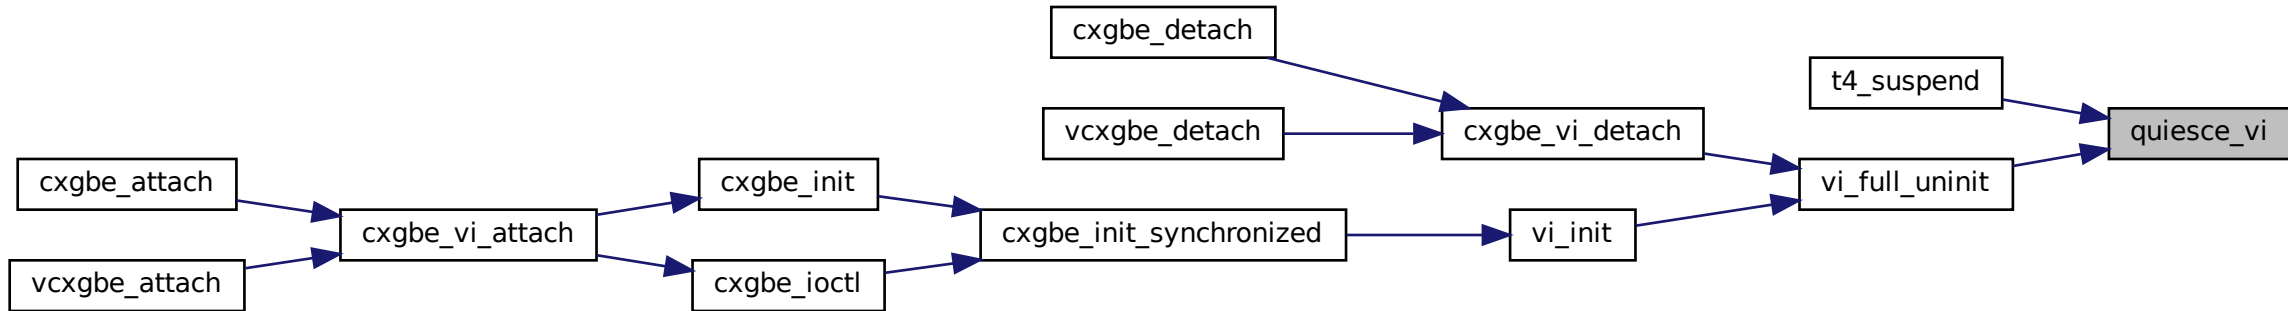 cxgbe_detach
t4_suspend
vcxgbe_detach
cxgbe_vi_detach
quiesce_vi
cxgbe_attach
cxgbe_init
vi_full_uninit
cxgbe_vi_attach
cxgbe_init_synchronized
vi_init
vcxgbe_attach
cxgbe_ioctl